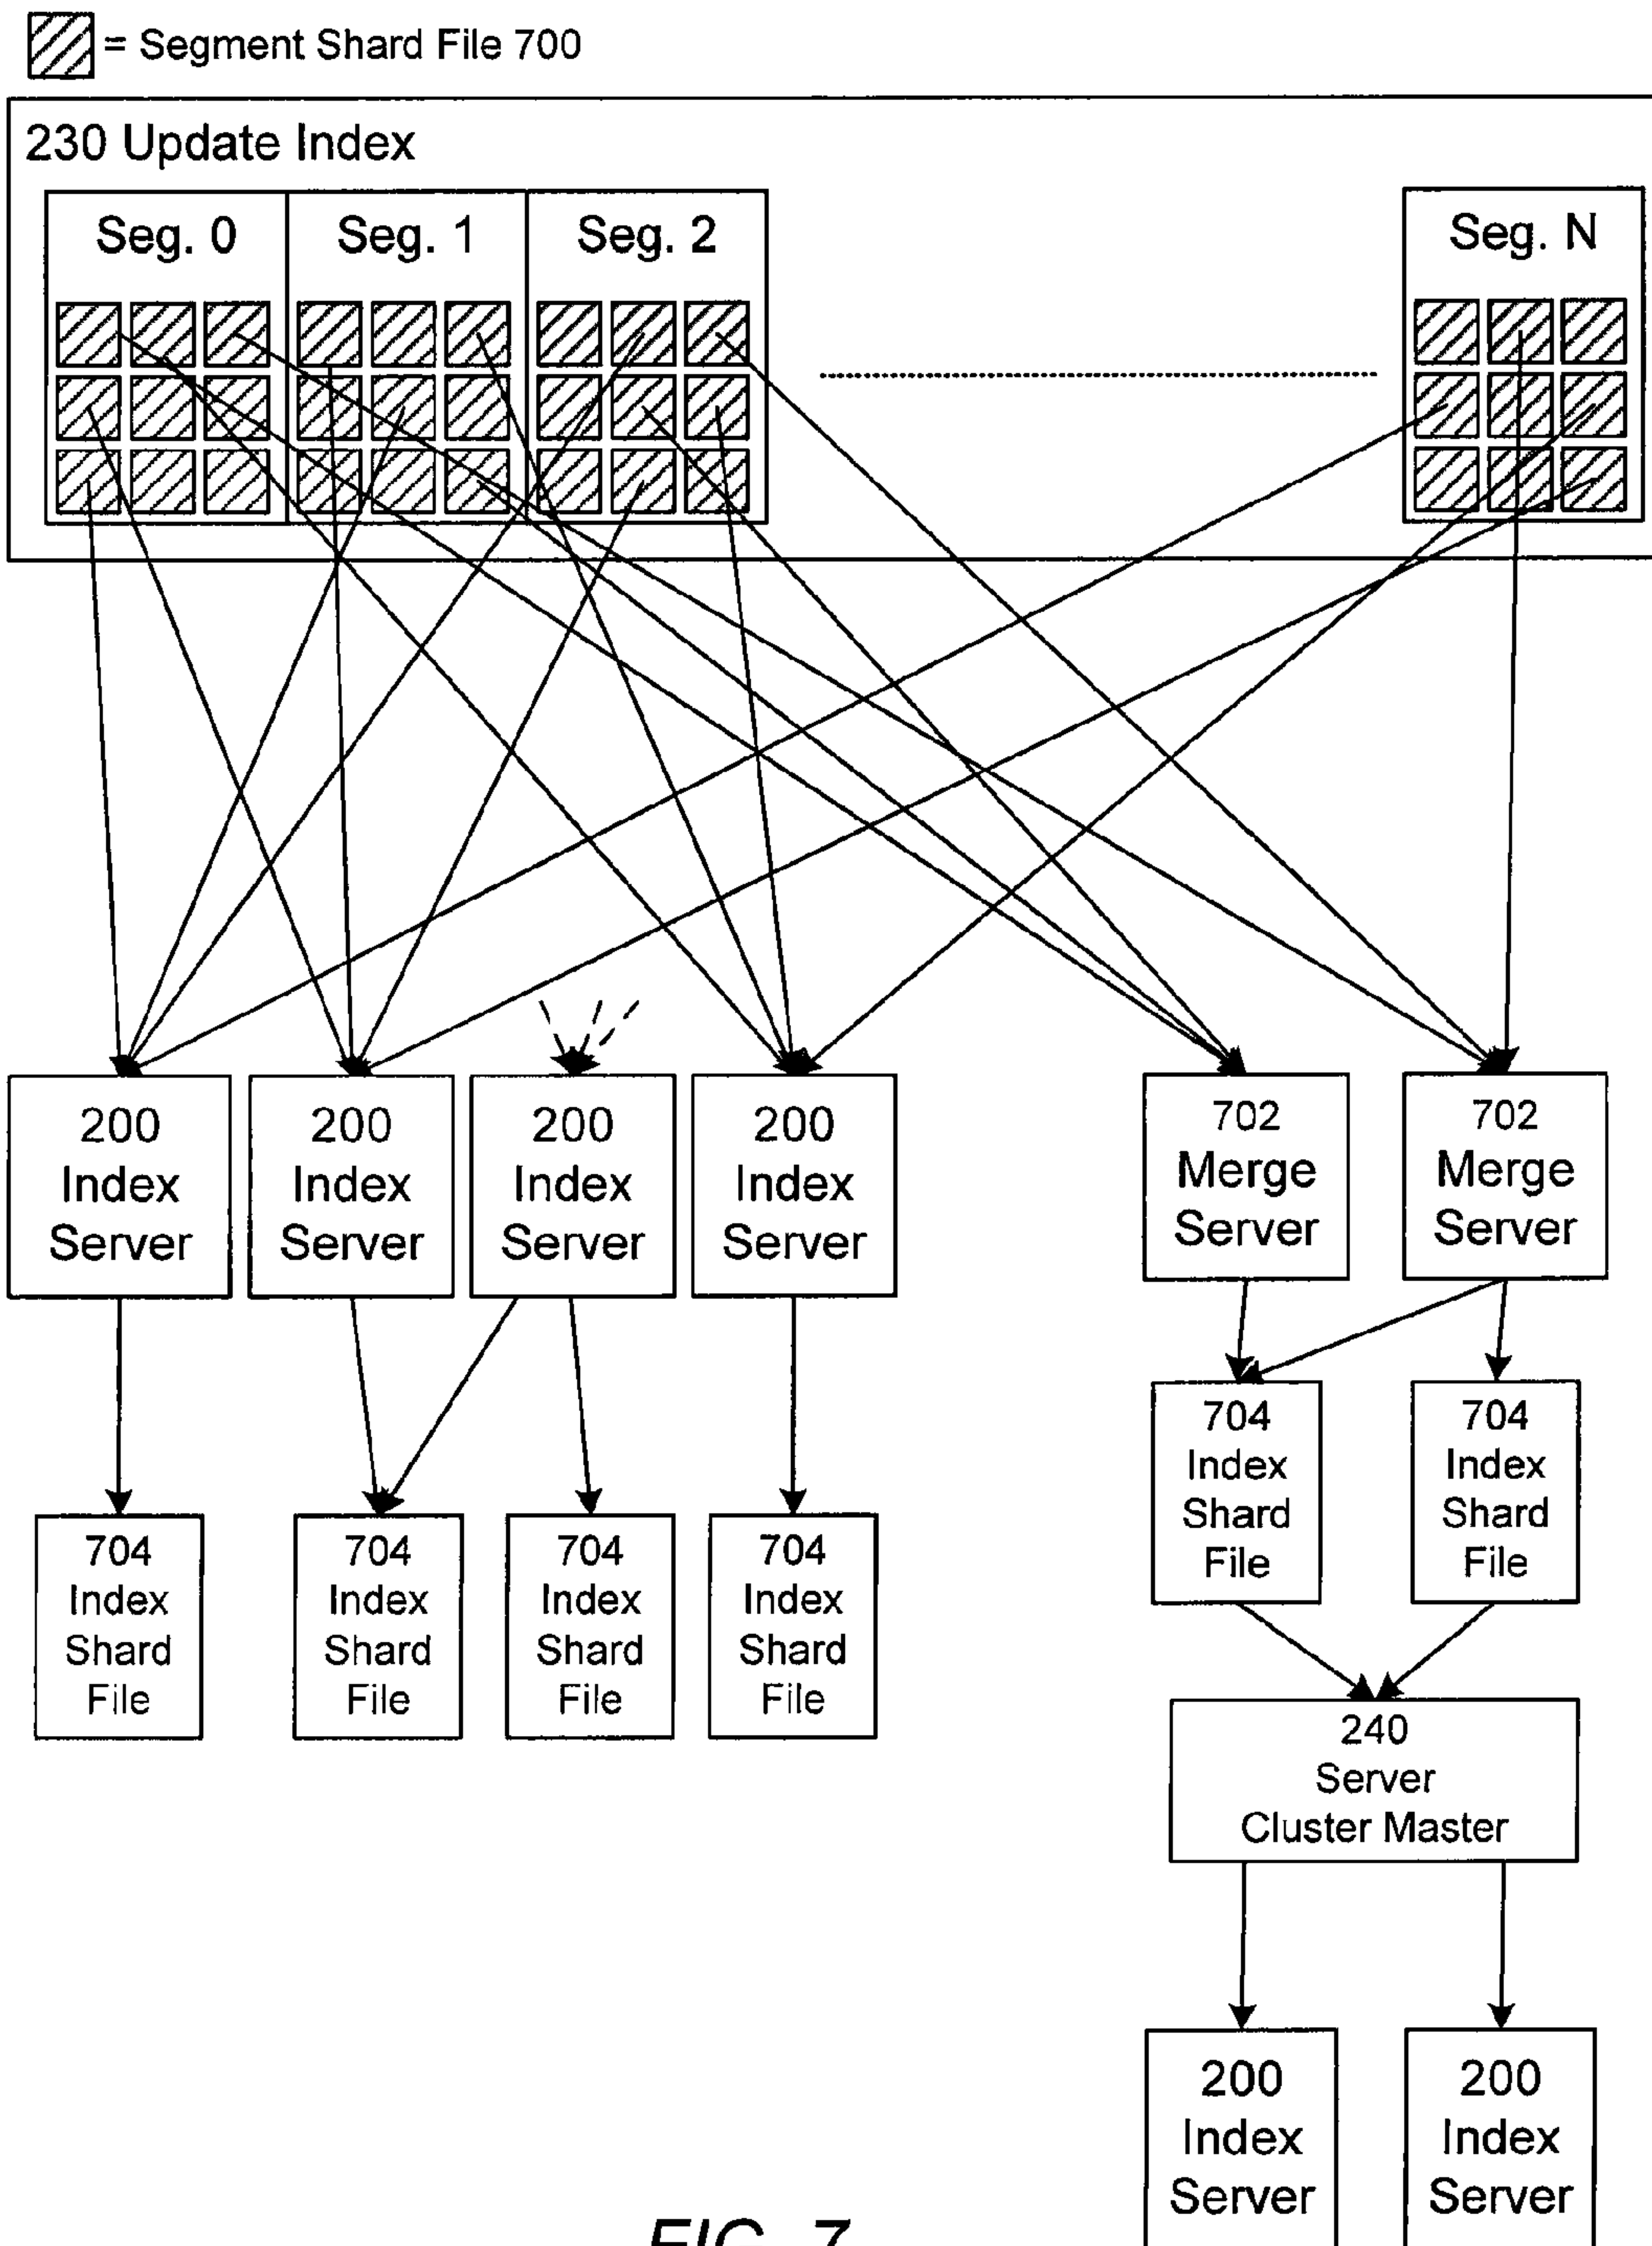 = Segment Shard File 700
230 Update Index
Seg. 0
Seg. 1
Seg. 2
Seg. N
200
Index
Server
200
Index
Server
200
Index
Server
200
Index
Server
702
Merge
Server
702
Merge
Server
704
Index
Shard
File
704
Index
Shard
File
704
Index
Shard
File
704
Index
Shard
File
704
Index
Shard
File
704
Index
Shard
File
240
Server
Cluster Master
200
Index
Server
200
Index
Server
FIG. 7